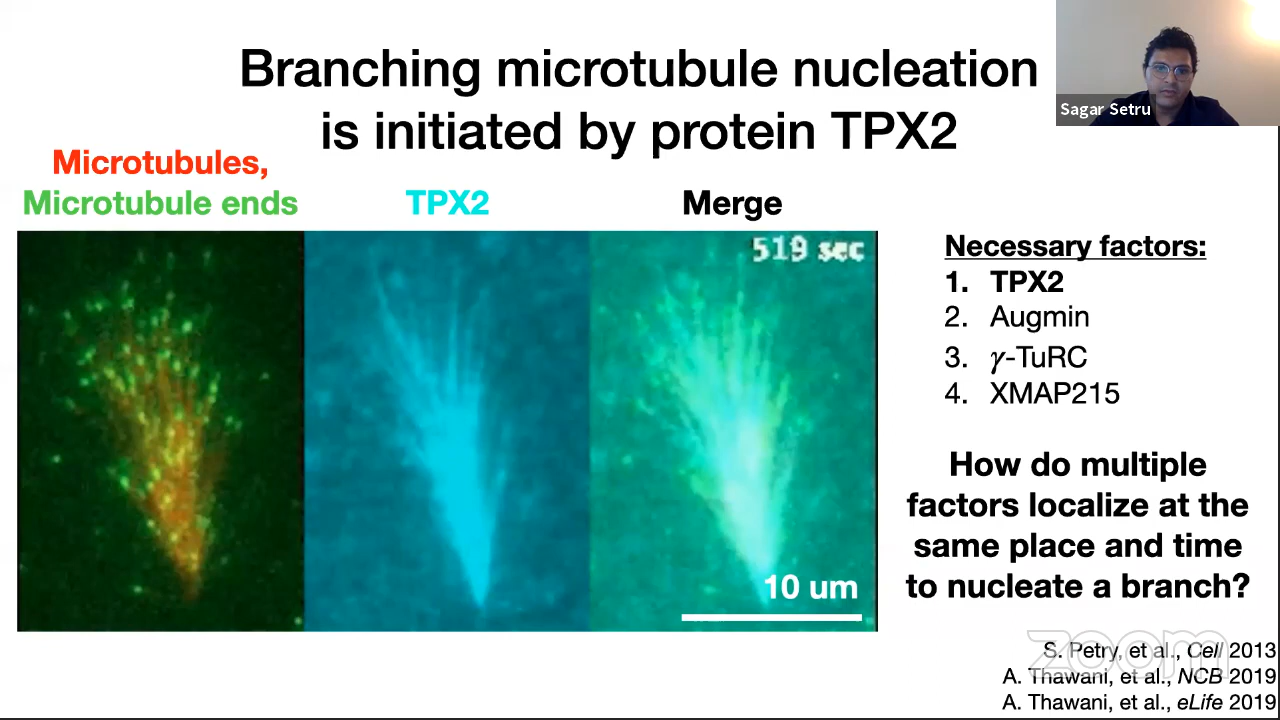 Branching microtubule nucleation
is initiated by protein TPX2
Sagar Setru
Microtubules,
Microtubule ends
TPX2
Merge
519 sec
10 um
Necessary factors:
1. TPX2
2. Augmin
3. γ-TuRC
4. XMAP215
How do multiple
factors localize at the
same place and time
to nucleate a branch?
zoom
S. Petry, et al., Cell 2013
A. Thawani, et al., NCB 2019
A. Thawani, et al., eLife 2019